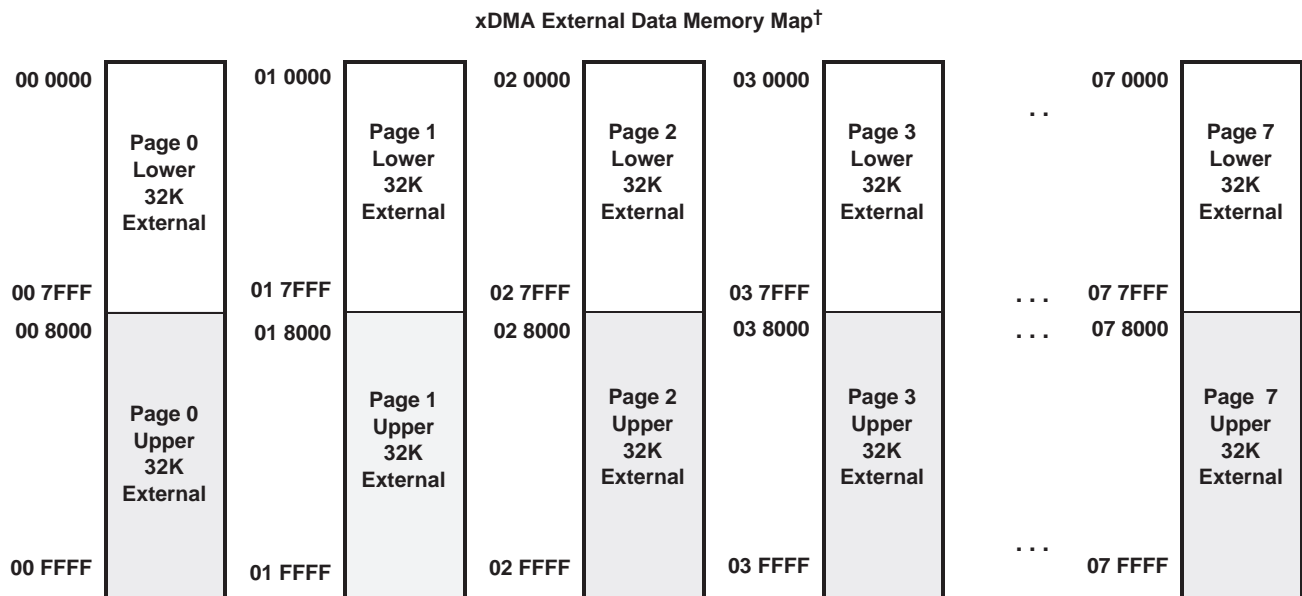 xDMA External Data Memory Map†
00 0000
Page 0
Lower
32K
External
00 7FFF
00 8000
Page 0
Upper
32K
External
00 FFFF
01 0000
Page 1
Lower
32K
External
01 7FFF
01 8000
Page 1
Upper
32K
External
01 FFFF
02 0000
Page 2
Lower
32K
External
02 7FFF
02 8000
Page 2
Upper
32K
External
02 FFFF
03 0000
Page 3
Lower
32K
External
03 7FFF
03 8000
Page 3
Upper
32K
External
03 FFFF
. .
. . .
. . .
. . .
07 0000
Page 7
Lower
32K
External
07 7FFF
07 8000
Page 7
Upper
32K
External
07 FFFF